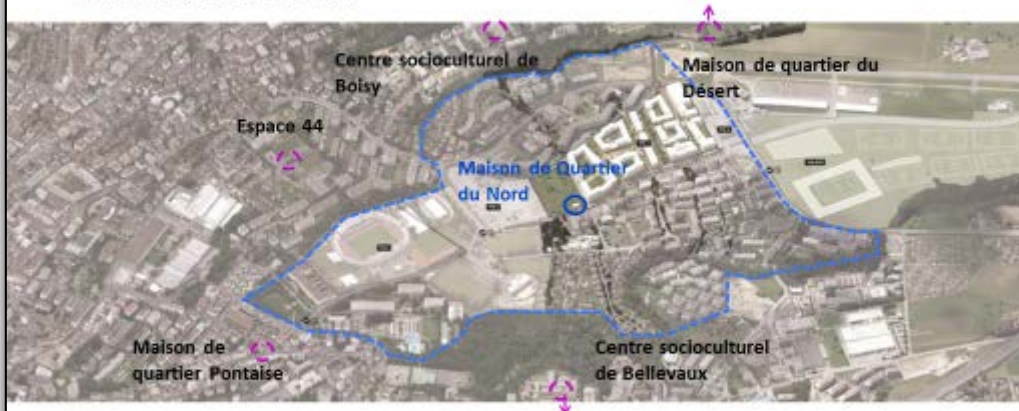 Centre socioculturel de
Boisy
Maison de quartier du
Désert
Espace 44
Maison de Quartier
du Nord
Maison de
quartier Pontaise
Centre socioculturel
de Bellevaux